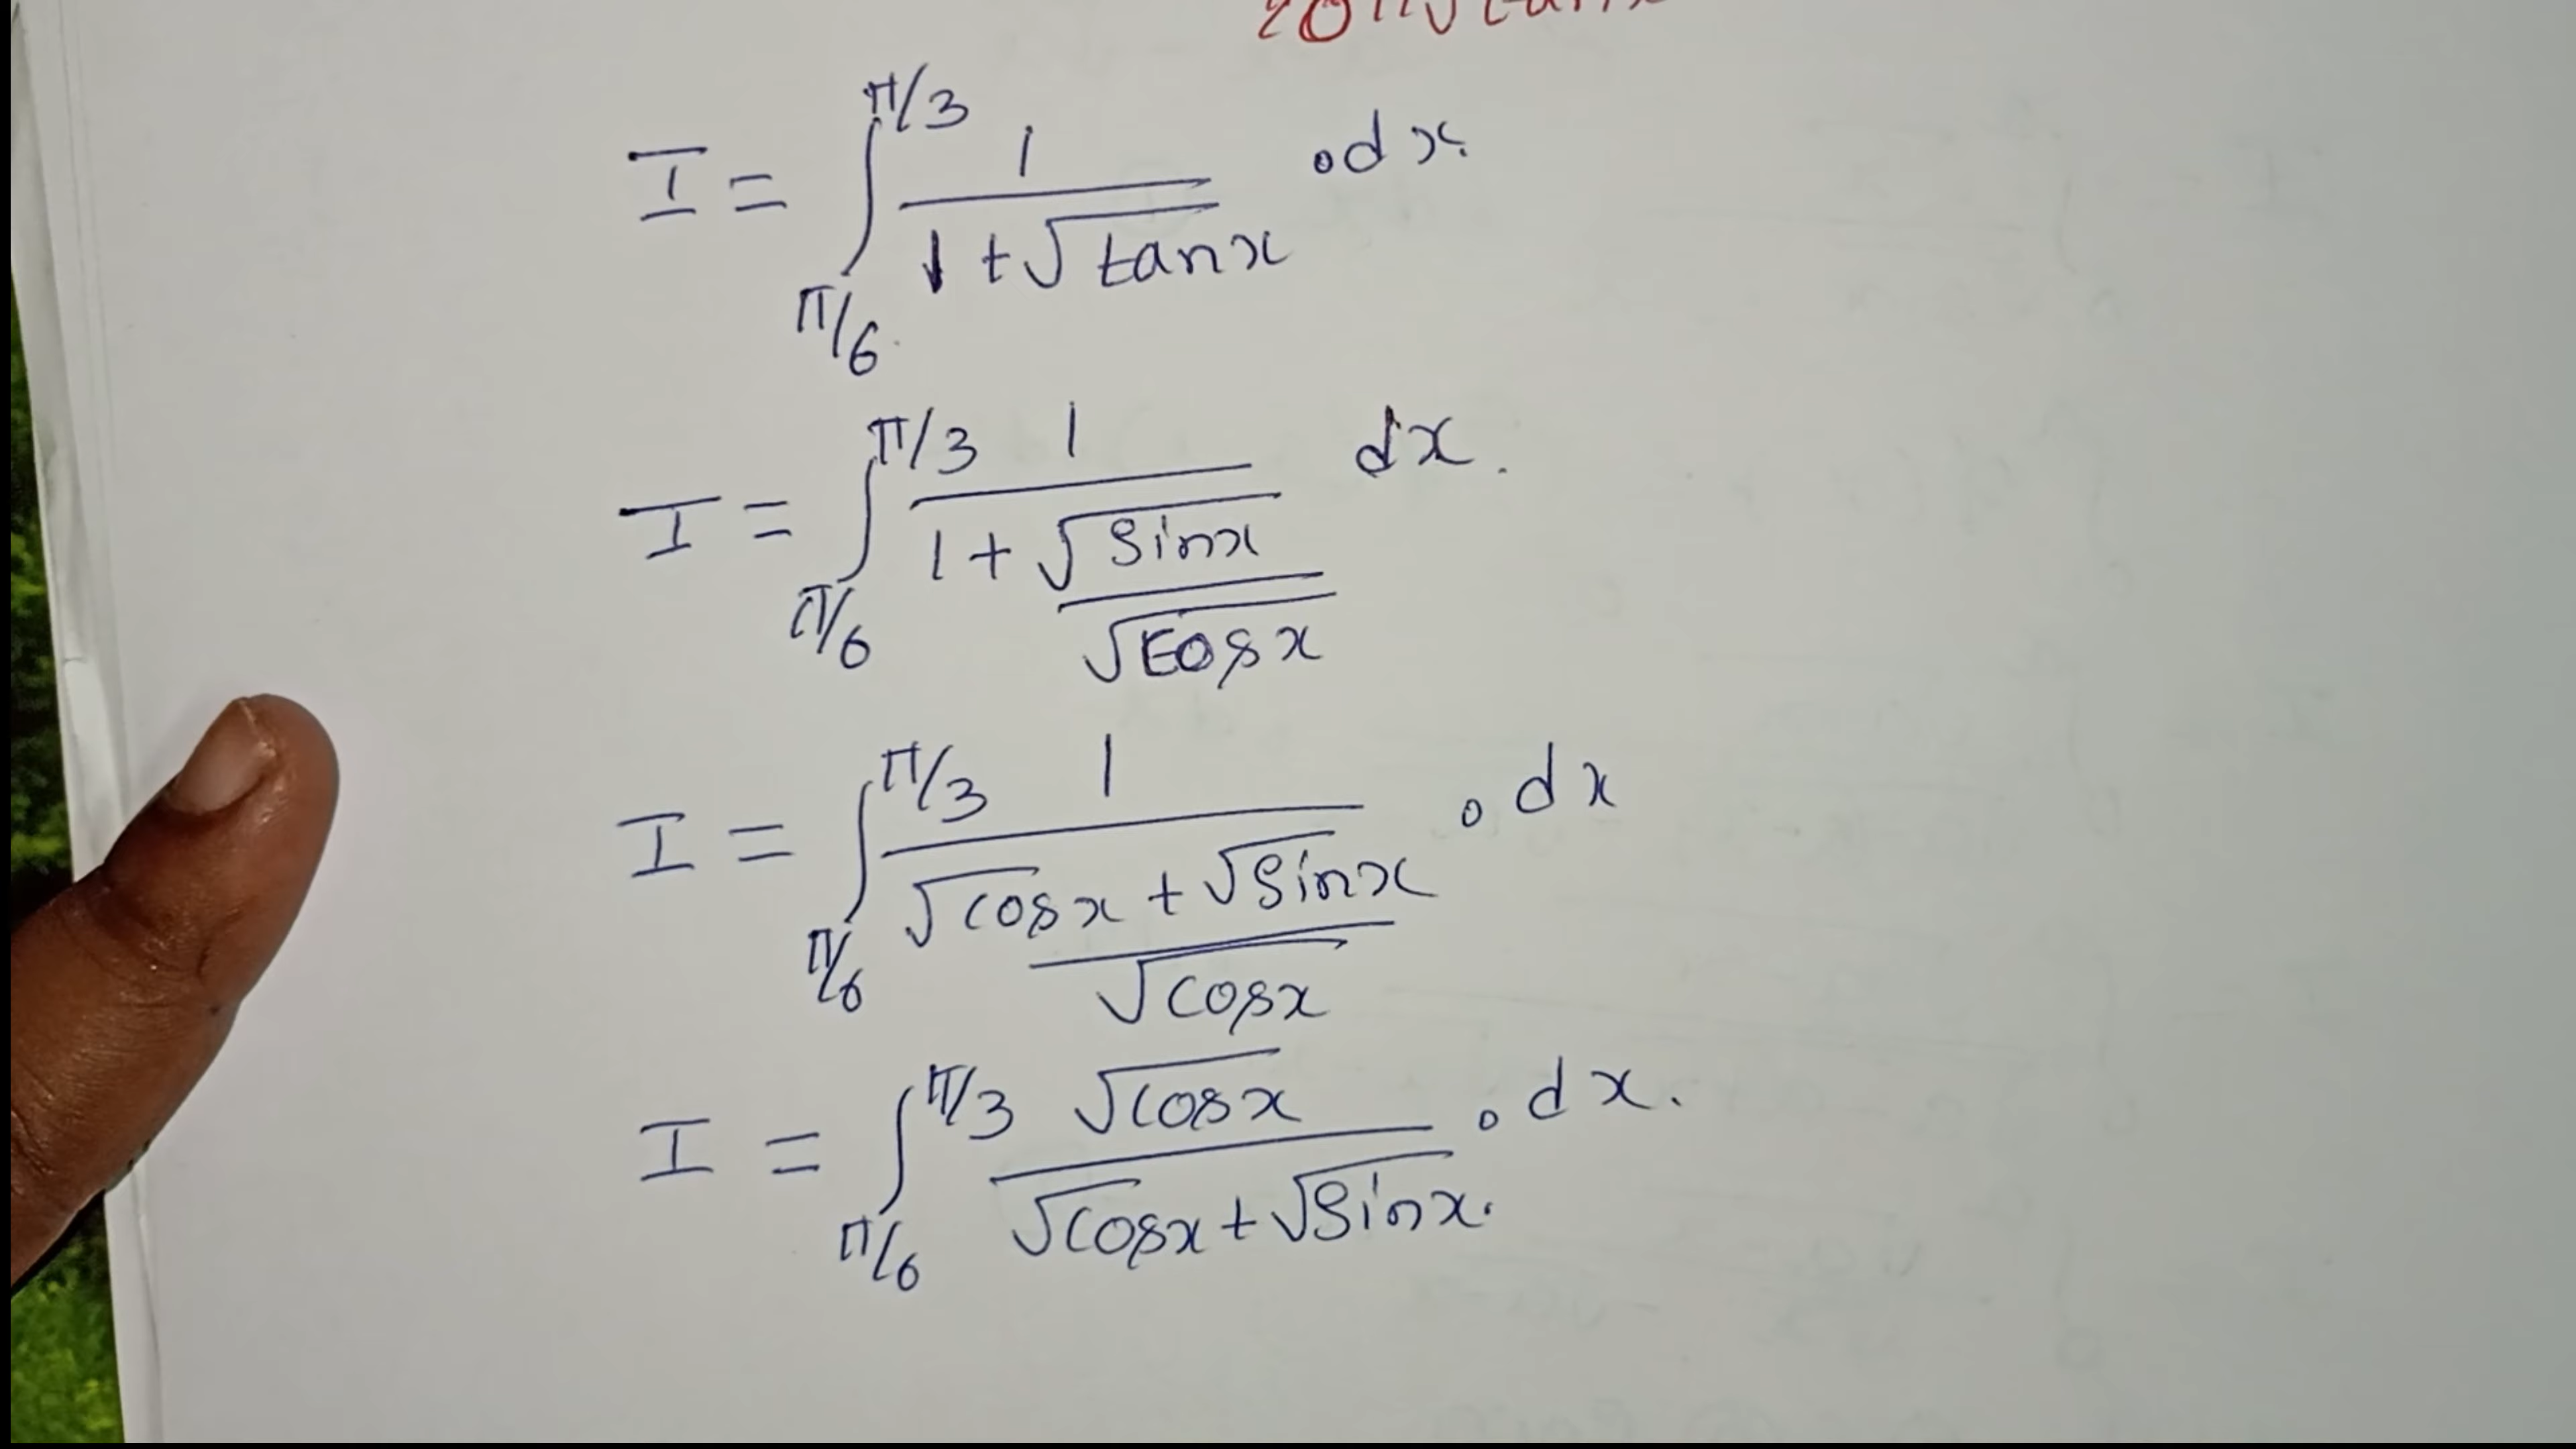 I = ∫_{π/6}^{π/3} 1/(1+√tanx) .dx.
I = ∫_{π/6}^{π/3} 1/(1+√sinx/√cosx) dx.
I = ∫_{π/6}^{π/3} 1/((√cosx+√sinx)/√cosx) .dx
I = ∫_{π/6}^{π/3} √cosx/(√cosx+√sinx) .dx.